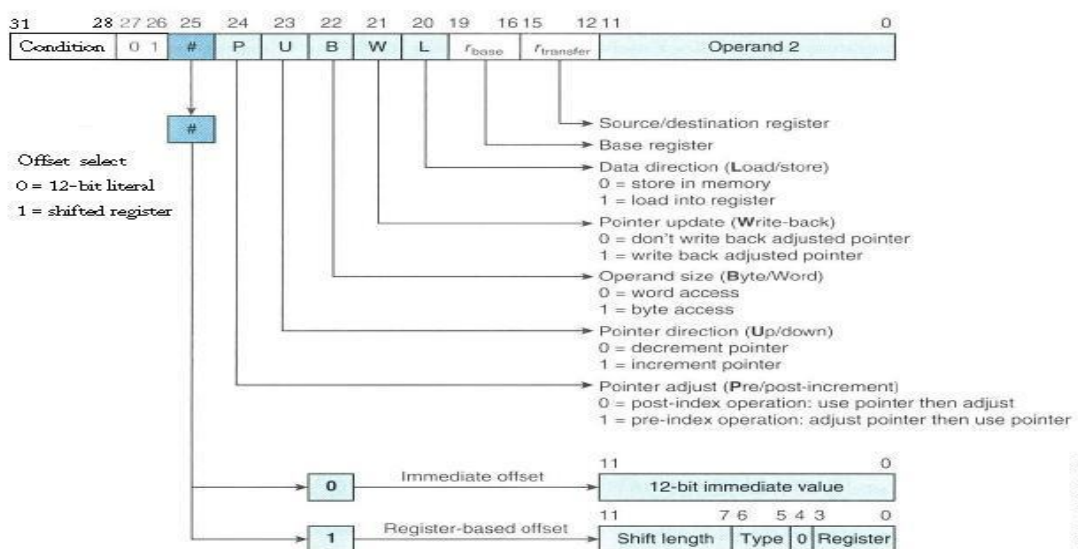 31 28 27 26 25 24 23 22 21 20 19 16 15 12 11 0
Condition 0 1 # P U B W L rbase rtransfer Operand 2
#
Offset select
0 = 12-bit literal
1 = shifted register
Source/destination register
Base register
Data direction (Load/store)
0 = store in memory
1 = load into register
Pointer update (Write-back)
0 = don't write back adjusted pointer
1 = write back adjusted pointer
Operand size (Byte/Word)
0 = word access
1 = byte access
Pointer direction (Up/down)
0 = decrement pointer
1 = increment pointer
Pointer adjust (Pre/post-increment)
0 = post-index operation: use pointer then adjust
1 = pre-index operation: adjust pointer then use pointer
11 0
0 Immediate offset 12-bit immediate value
11 7 6 5 4 3 0
1 Register-based offset Shift length Type 0 Register